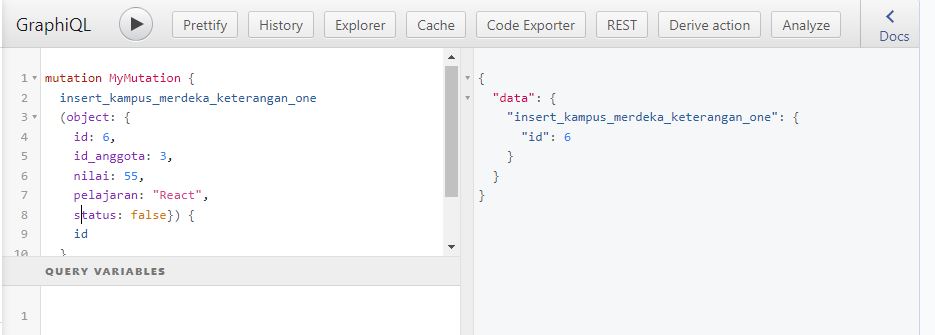 GraphiQL Prettify History Explorer Cache Code Exporter REST Derive action Analyze Docs
1 mutation MyMutation {
2 insert_kampus_merdeka_keterangan_one
3 (object: {
4 id: 6,
5 id_anggota: 3,
6 nilai: 55,
7 pelajaran: "React",
8 status: false}) {
9 id
10 }
QUERY VARIABLES
1
{
"data": {
"insert_kampus_merdeka_keterangan_one": {
"id": 6
}
}
}